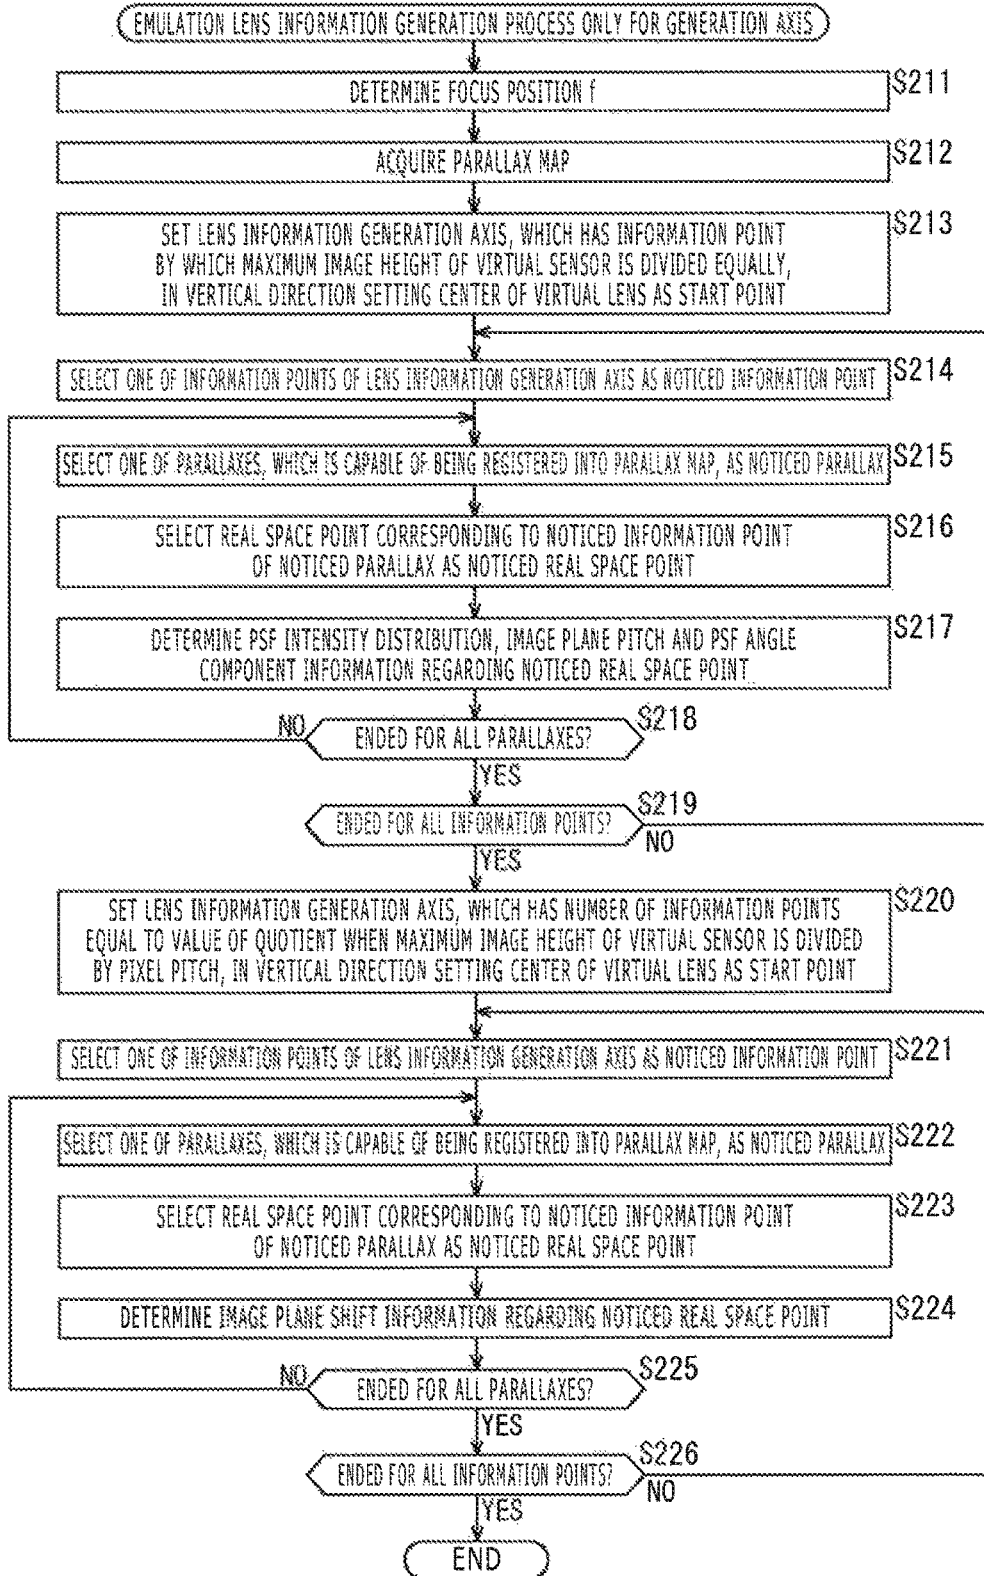 EMULATION LENS INFORMATION GENERATION PROCESS ONLY FOR GENERATION AXIS
S211
DETERMINE FOCUS POSITION f
S212
ACQUIRE PARALLAX MAP
S213
SET LENS INFORMATION GENERATION AXIS, WHICH HAS INFORMATION POINT
BY WHICH MAXIMUM IMAGE HEIGHT OF VIRTUAL SENSOR IS DIVIDED EQUALLY,
IN VERTICAL DIRECTION SETTING CENTER OF VIRTUAL LENS AS START POINT
S214
SELECT ONE OF INFORMATION POINTS OF LENS INFORMATION GENERATION AXIS AS NOTICED INFORMATION POINT
S215
SELECT ONE OF PARALLAXES, WHICH IS CAPABLE OF BEING REGISTERED INTO PARALLAX MAP, AS NOTICED PARALLAX
S216
SELECT REAL SPACE POINT CORRESPONDING TO NOTICED INFORMATION POINT
OF NOTICED PARALLAX AS NOTICED REAL SPACE POINT
S217
DETERMINE PSF INTENSITY DISTRIBUTION, IMAGE PLANE PITCH AND PSF ANGLE
COMPONENT INFORMATION REGARDING NOTICED REAL SPACE POINT
S218
NO
ENDED FOR ALL PARALLAXES?
YES
S219
ENDED FOR ALL INFORMATION POINTS?
NO
YES
S220
SET LENS INFORMATION GENERATION AXIS, WHICH HAS NUMBER OF INFORMATION POINTS
EQUAL TO VALUE OF QUOTIENT WHEN MAXIMUM IMAGE HEIGHT OF VIRTUAL SENSOR IS DIVIDED
BY PIXEL PITCH, IN VERTICAL DIRECTION SETTING CENTER OF VIRTUAL LENS AS START POINT
S221
SELECT ONE OF INFORMATION POINTS OF LENS INFORMATION GENERATION AXIS AS NOTICED INFORMATION POINT
S222
SELECT ONE OF PARALLAXES, WHICH IS CAPABLE OF BEING REGISTERED INTO PARALLAX MAP, AS NOTICED PARALLAX
S223
SELECT REAL SPACE POINT CORRESPONDING TO NOTICED INFORMATION POINT
OF NOTICED PARALLAX AS NOTICED REAL SPACE POINT
S224
DETERMINE IMAGE PLANE SHIFT INFORMATION REGARDING NOTICED REAL SPACE POINT
S225
NO
ENDED FOR ALL PARALLAXES?
YES
S226
ENDED FOR ALL INFORMATION POINTS?
NO
YES
END